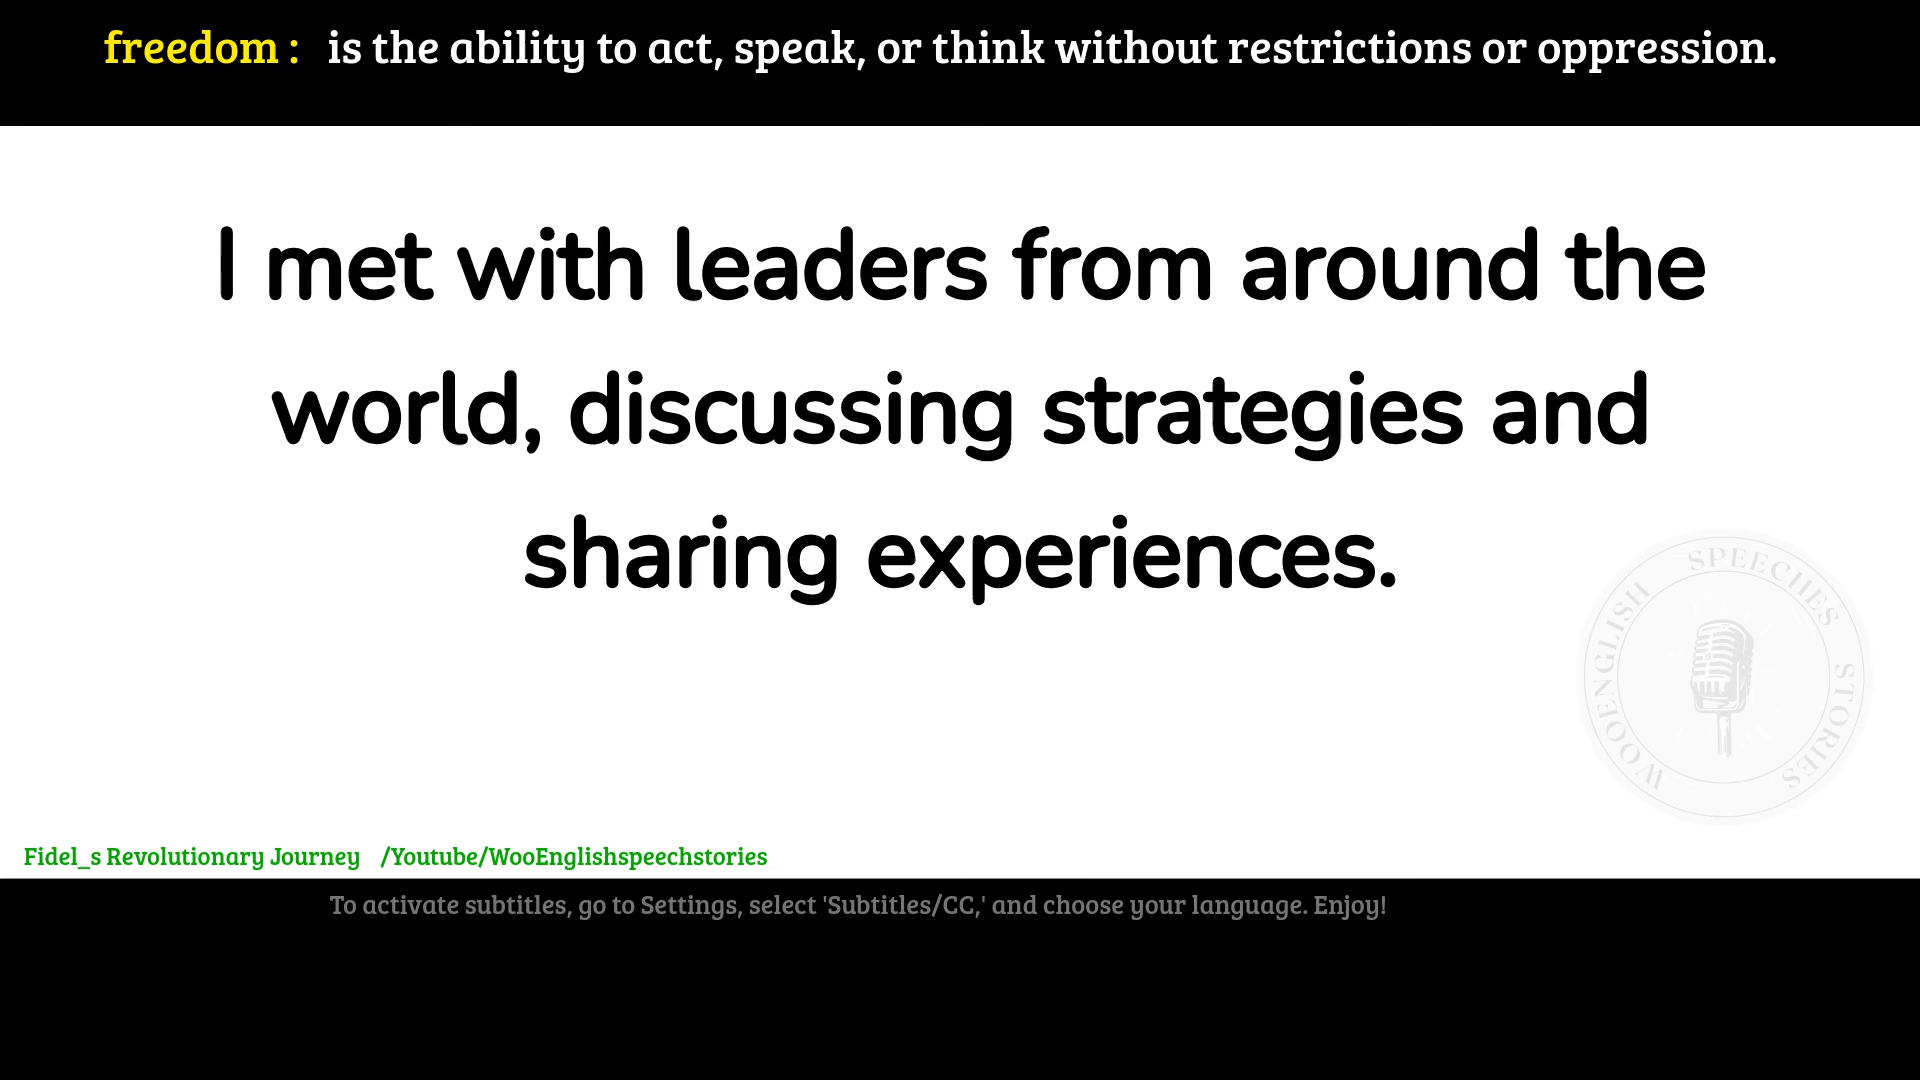 freedom : is the ability to act, speak, or think without restrictions or oppression.
I met with leaders from around the
world, discussing strategies and
sharing experiences.
WOOENGLISH SPEECHES STORIES
Fidel_s Revolutionary Journey /Youtube/WooEnglishspeechstories
To activate subtitles, go to Settings, select 'Subtitles/CC,' and choose your language. Enjoy!